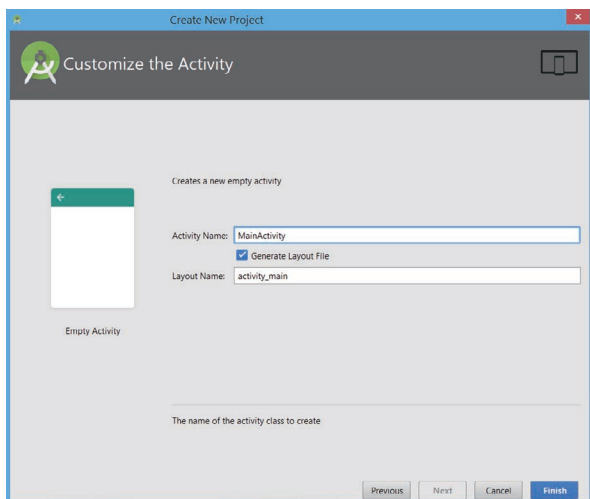 Create New Project
Customize the Activity
Creates a new empty activity
Activity Name: MainActivity
Generate Layout File
Layout Name: activity_main
Empty Activity
The name of the activity class to create
Previous Next Cancel Finish